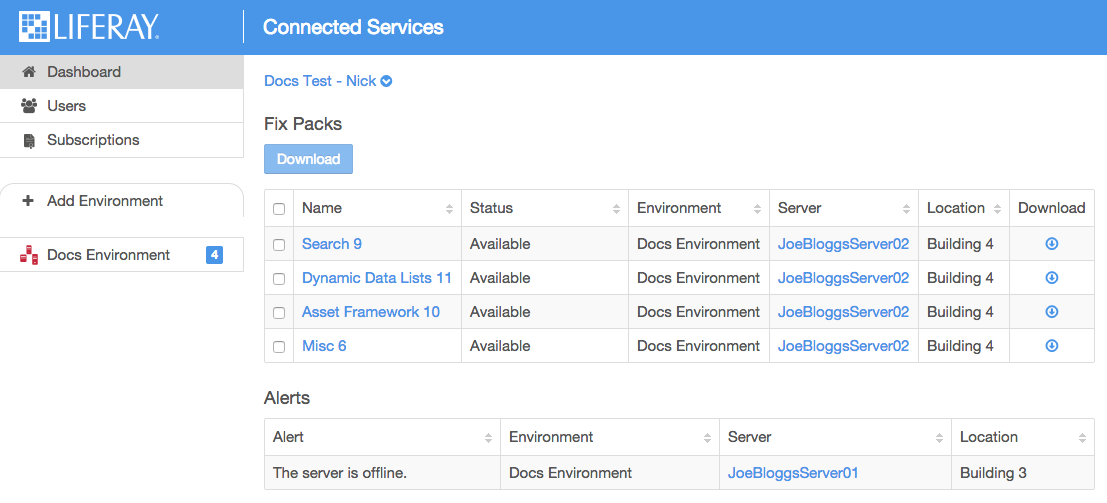 LIFERAY. Connected Services
Dashboard
Users
Subscriptions
Add Environment
Docs Environment 4
Docs Test - Nick
Fix Packs
Download
Name Status Environment Server Location Download
Search 9 Available Docs Environment JoeBloggsServer02 Building 4
Dynamic Data Lists 11 Available Docs Environment JoeBloggsServer02 Building 4
Asset Framework 10 Available Docs Environment JoeBloggsServer02 Building 4
Misc 6 Available Docs Environment JoeBloggsServer02 Building 4
Alerts
Alert Environment Server Location
The server is offline. Docs Environment JoeBloggsServer01 Building 3